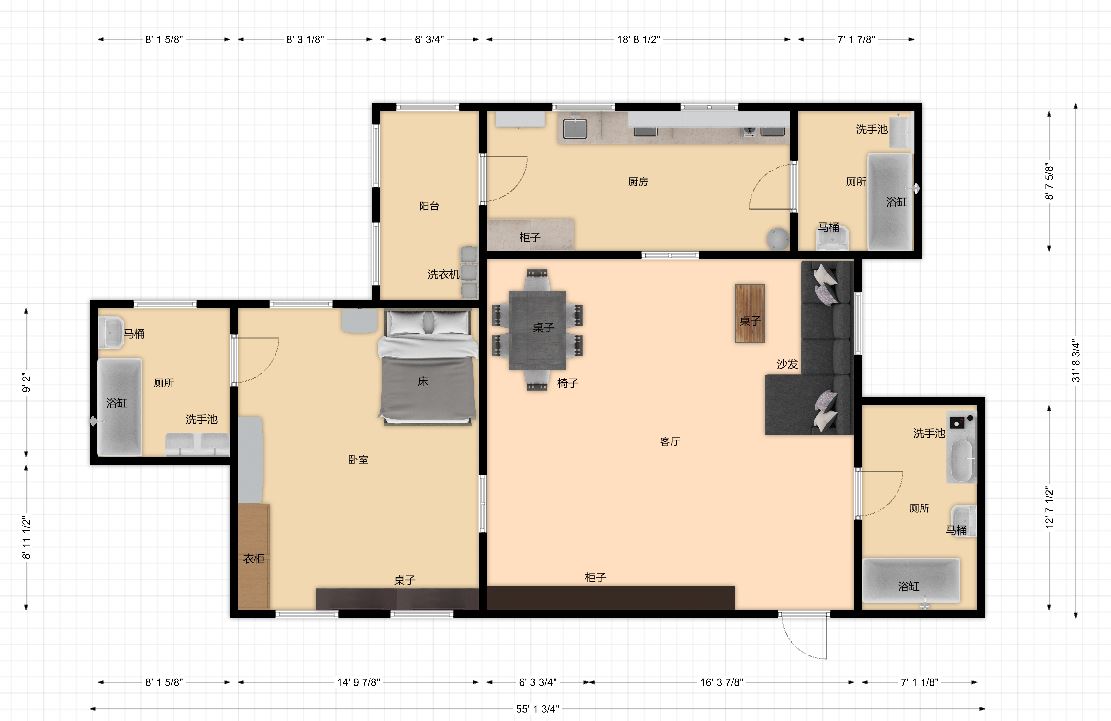 8' 1 5/8"
8' 3 1/8"
6' 3/4"
18' 8 1/2"
7' 1 7/8"
洗手池
厕所
浴缸
马桶
厨房
柜子
阳台
洗衣机
8' 7 5/8"
马桶
厕所
浴缸
洗手池
床
卧室
衣柜
桌子
桌子
椅子
桌子
沙发
客厅
柜子
洗手池
厕所
马桶
浴缸
9' 2"
8' 11 1/2"
31' 8 3/4"
12' 7 1/2"
8' 1 5/8"
14' 9 7/8"
6' 3 3/4"
16' 3 7/8"
7' 1 1/8"
55' 1 3/4"